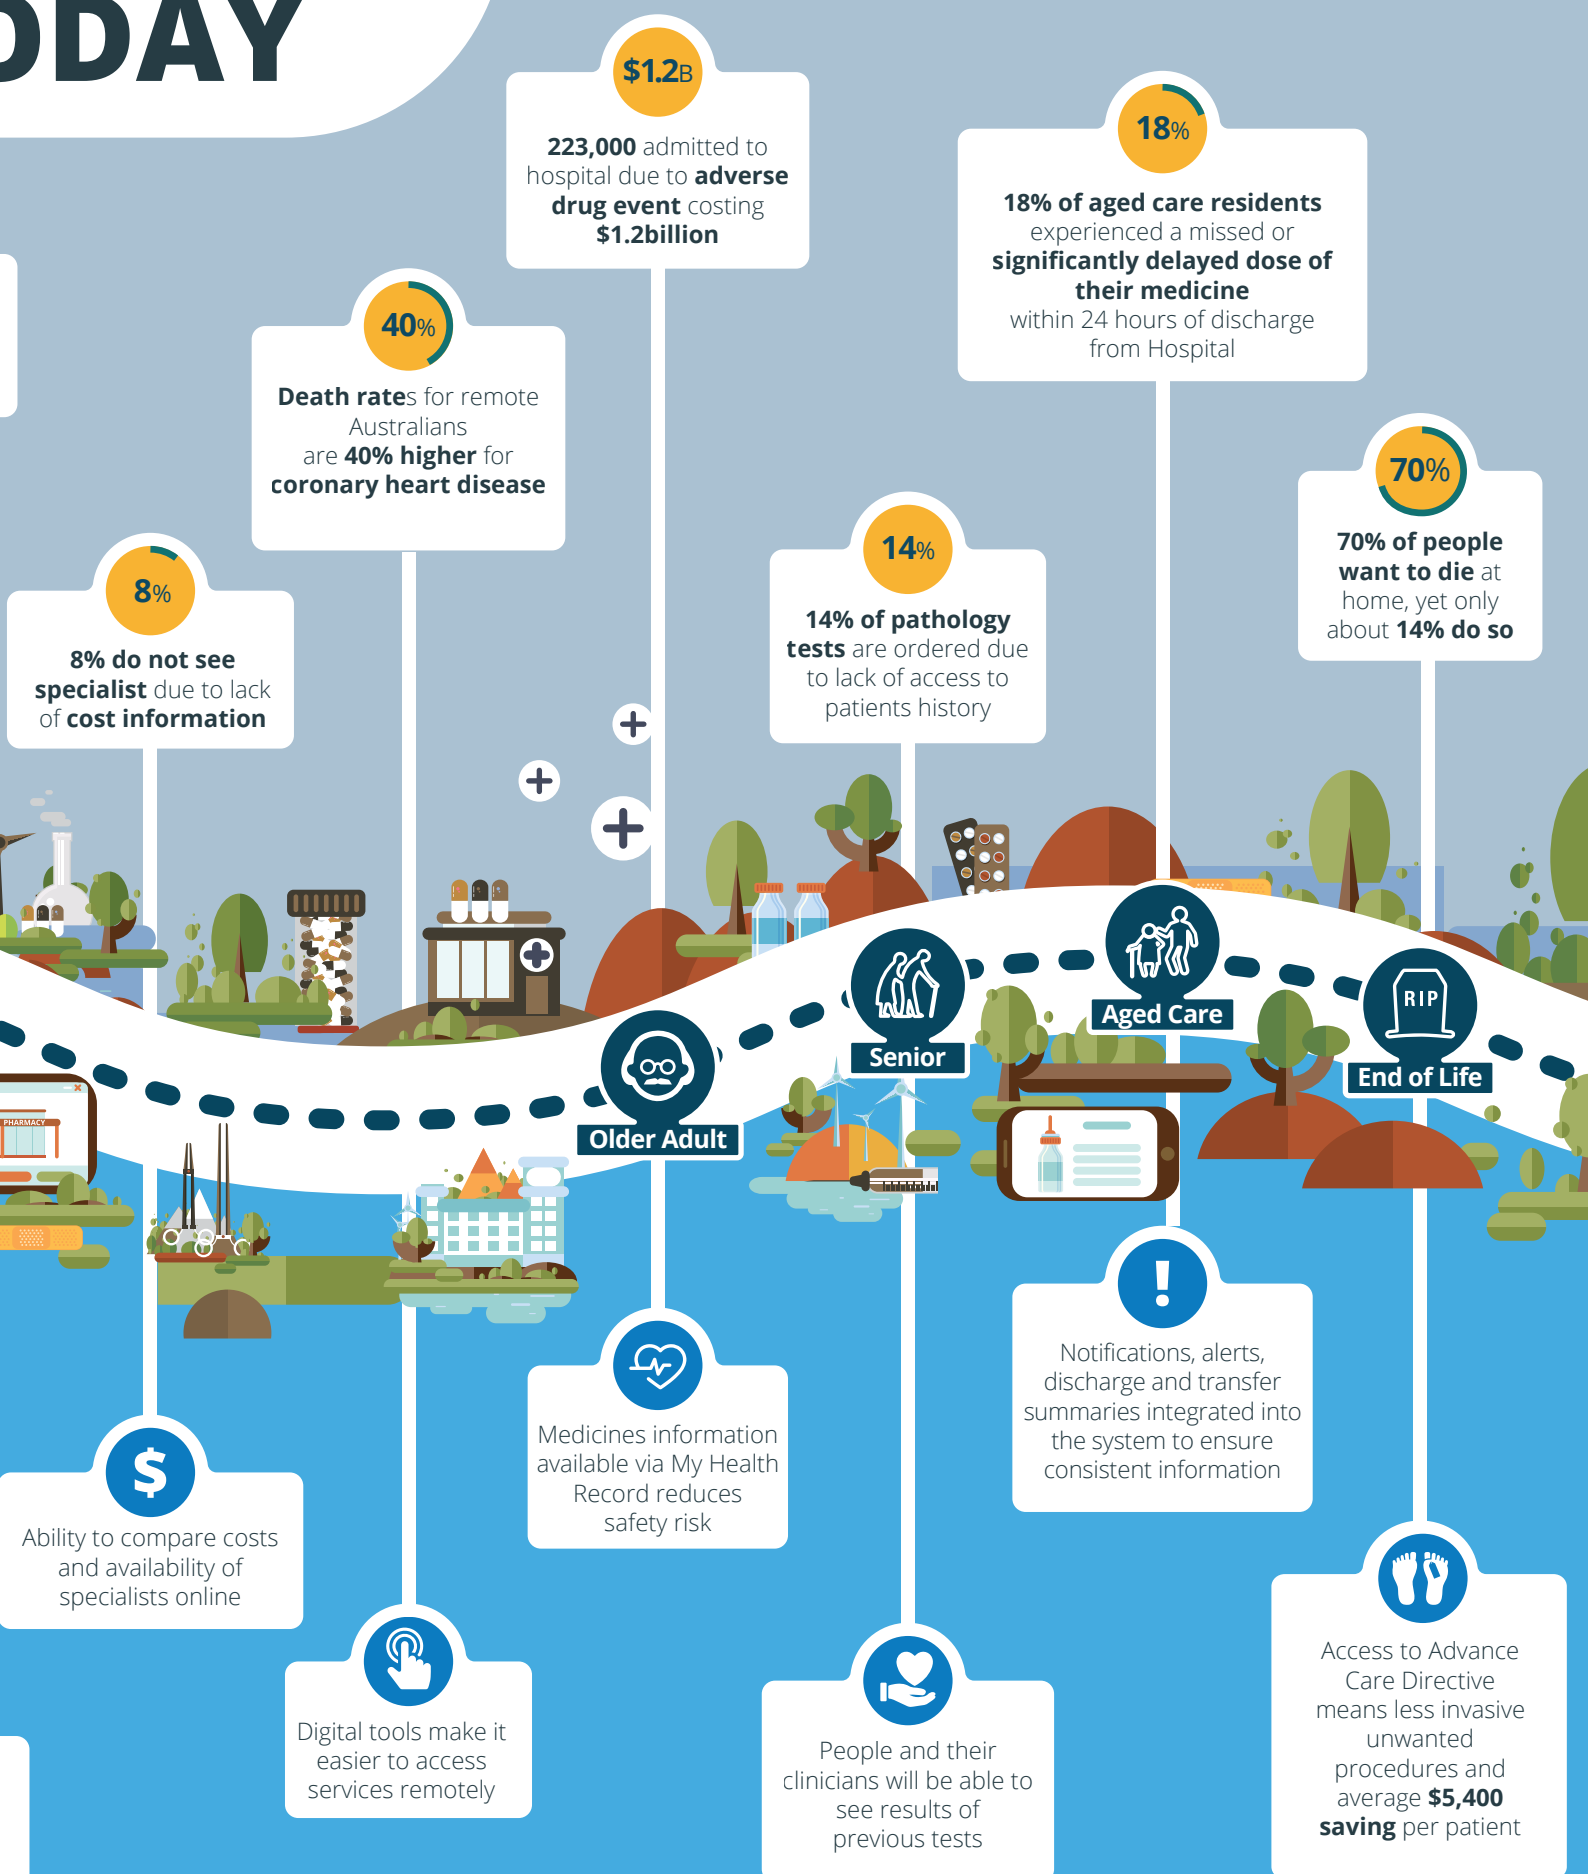 ODAY
$1.2B
223,000 admitted to
hospital due to adverse
drug event costing
$1.2billion
18%
18% of aged care residents
experienced a missed or
significantly delayed dose of
their medicine
within 24 hours of discharge
from Hospital
40%
Death rates for remote
Australians
are 40% higher for
coronary heart disease
70%
70% of people
want to die at
home, yet only
about 14% do so
14%
14% of pathology
tests are ordered due
to lack of access to
patients history
8%
8% do not see
specialist due to lack
of cost information
RIP
Aged Care
Senior
End of Life
PHARMACY
Older Adult
!
Notifications, alerts,
discharge and transfer
summaries integrated into
the system to ensure
consistent information
Medicines information
available via My Health
Record reduces
safety risk
$
Ability to compare costs
and availability of
specialists online
Digital tools make it
easier to access
services remotely
People and their
clinicians will be able to
see results of
previous tests
Access to Advance
Care Directive
means less invasive
unwanted
procedures and
average $5,400
saving per patient